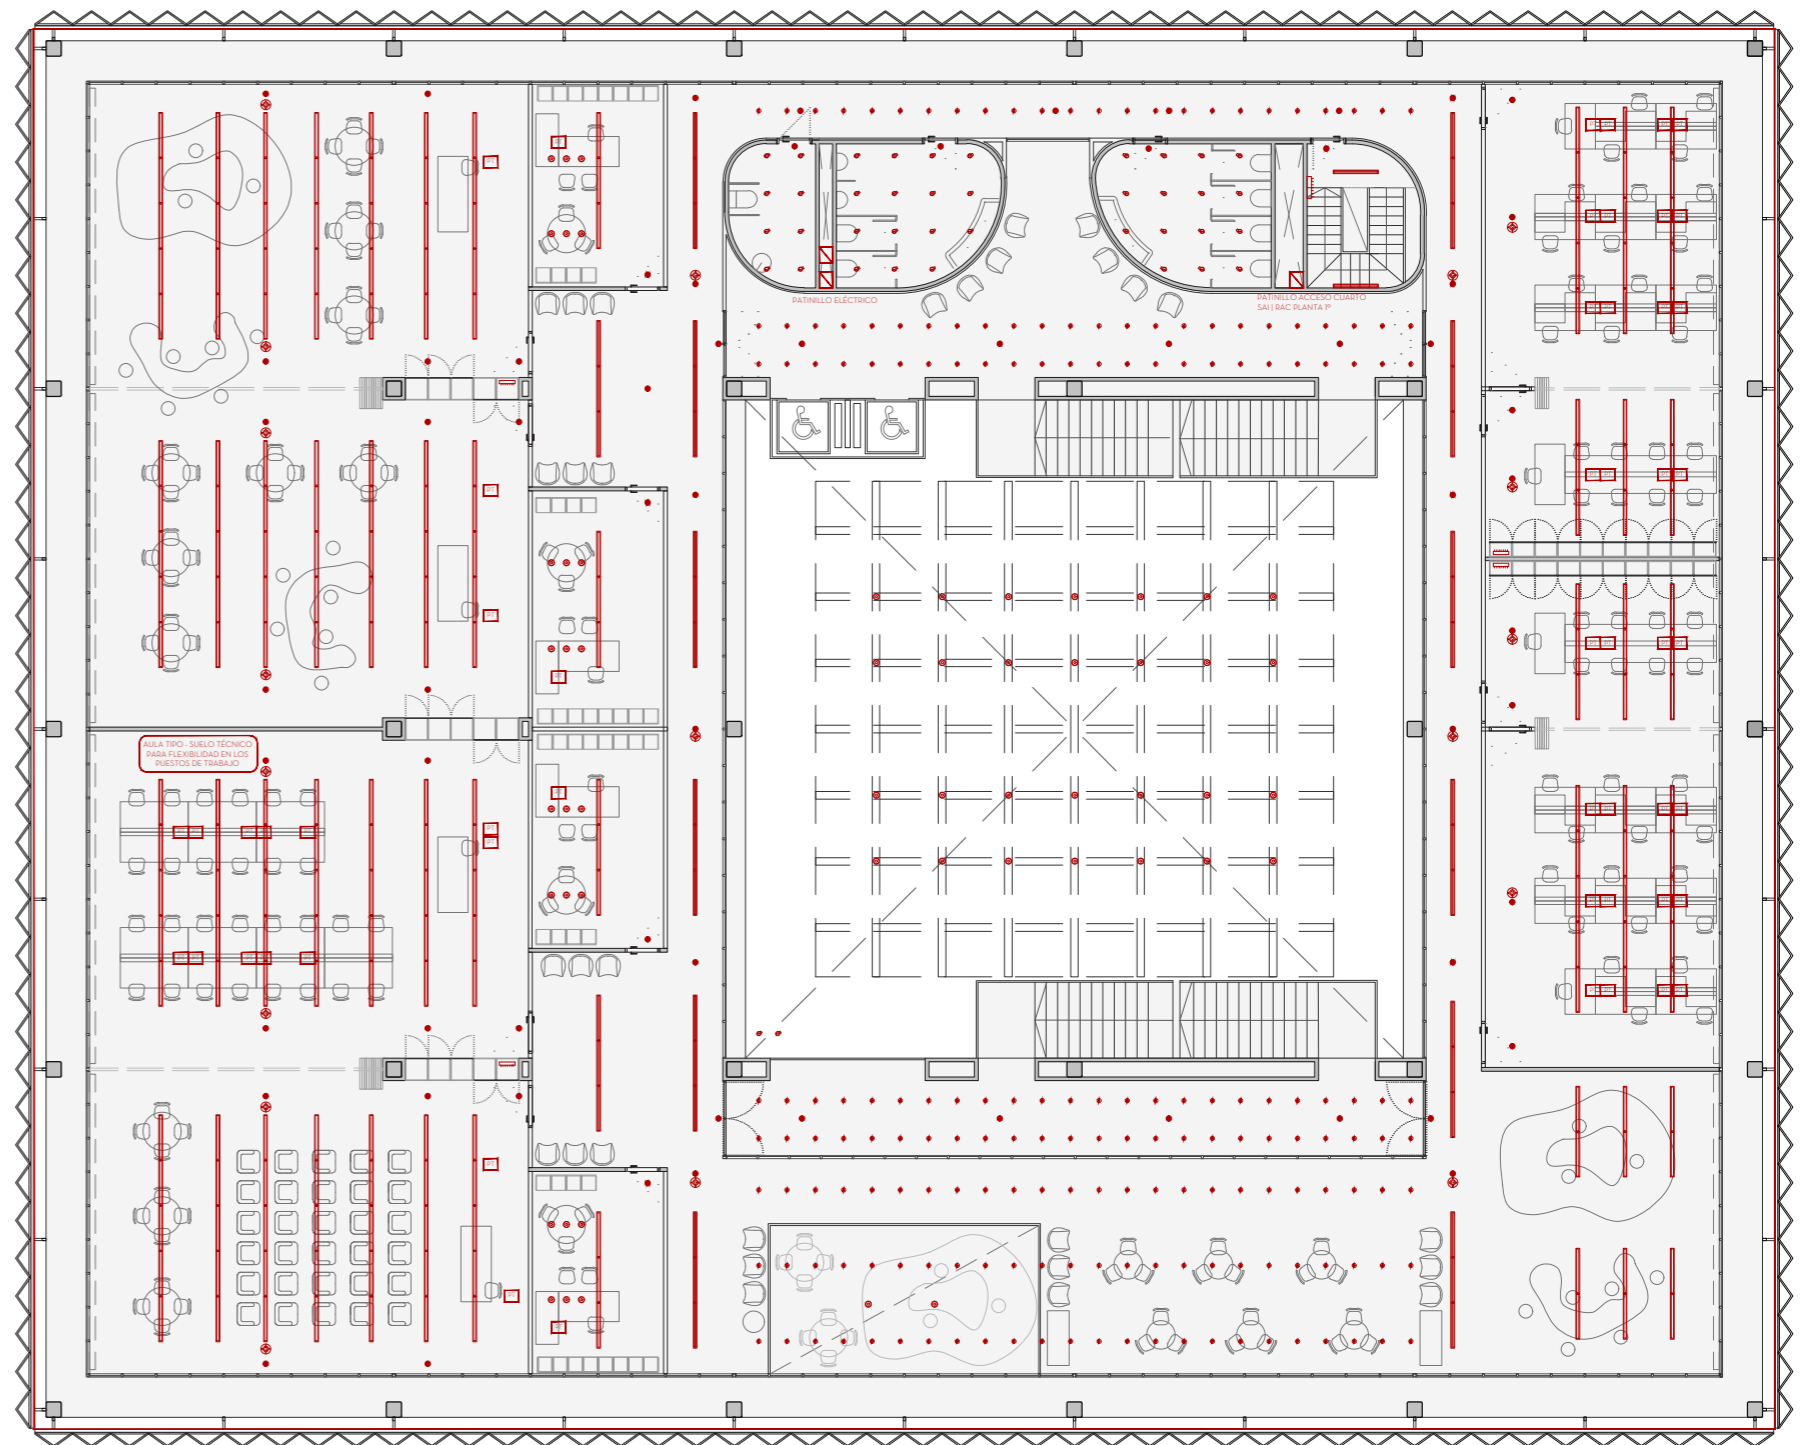 PATINILLO ELÉCTRICO
PATINILLO ACCESO CUARTO
SAI | RAC PLANTA 1ª
AULA TIPO - SUELO TÉCNICO
PARA FLEXIBILIDAD EN LOS
PUESTOS DE TRABAJO